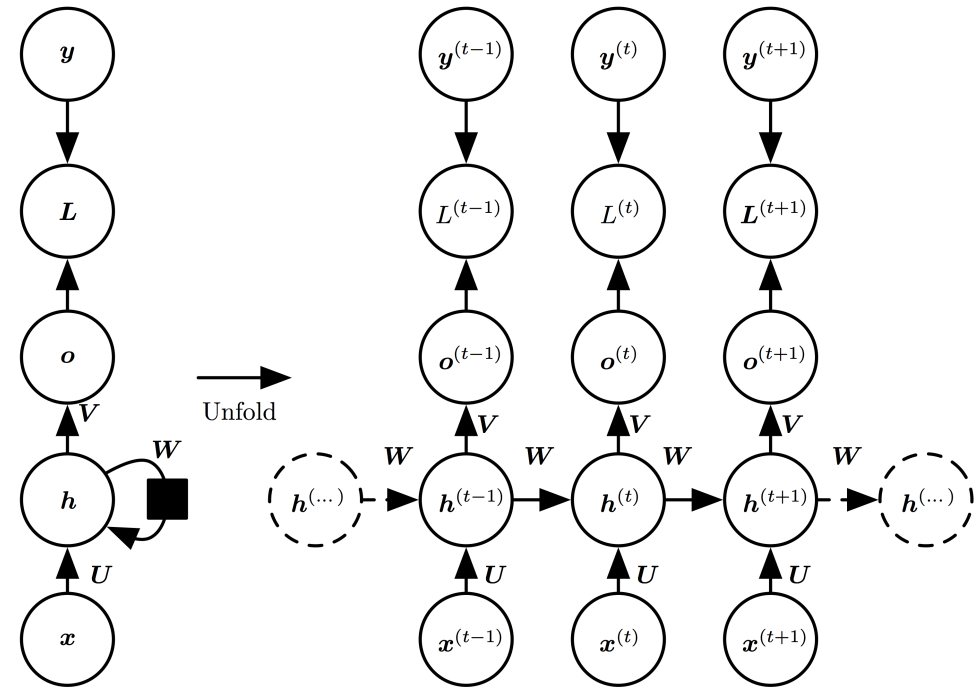 y y^(t−1) y^(t) y^(t+1)
L L^(t−1) L^(t) L^(t+1)
o o^(t−1) o^(t) o^(t+1)
Unfold
V V V V
W W W W W
h h^(...) h^(t−1) h^(t) h^(t+1) h^(...)
U U U U
x x^(t−1) x^(t) x^(t+1)